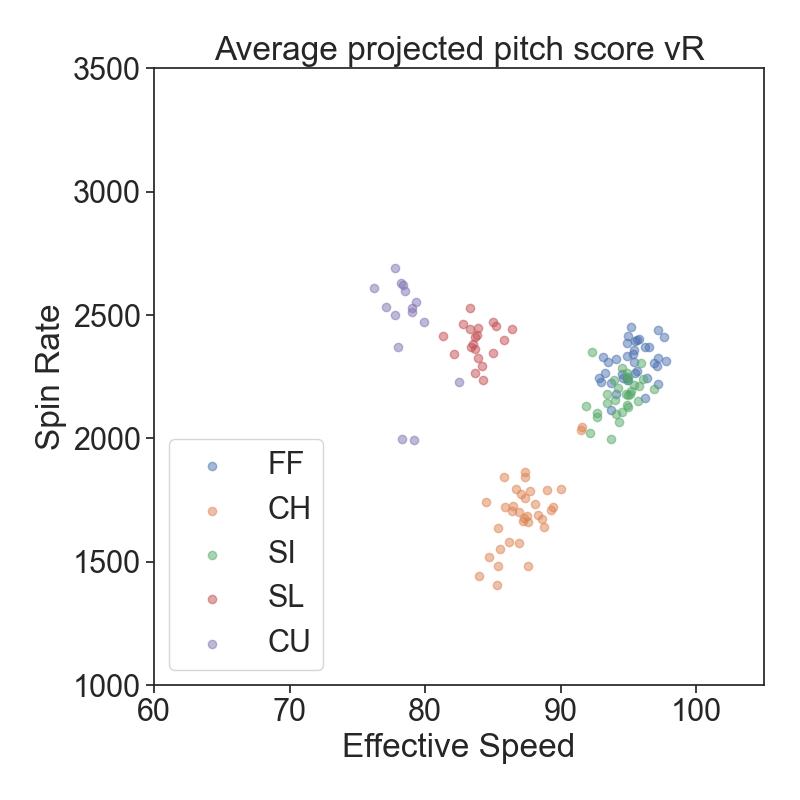 Average projected pitch score vR
3500
3000
2500
2000
1500
1000
Spin Rate
FF
CH
SI
SL
CU
60 70 80 90 100
Effective Speed